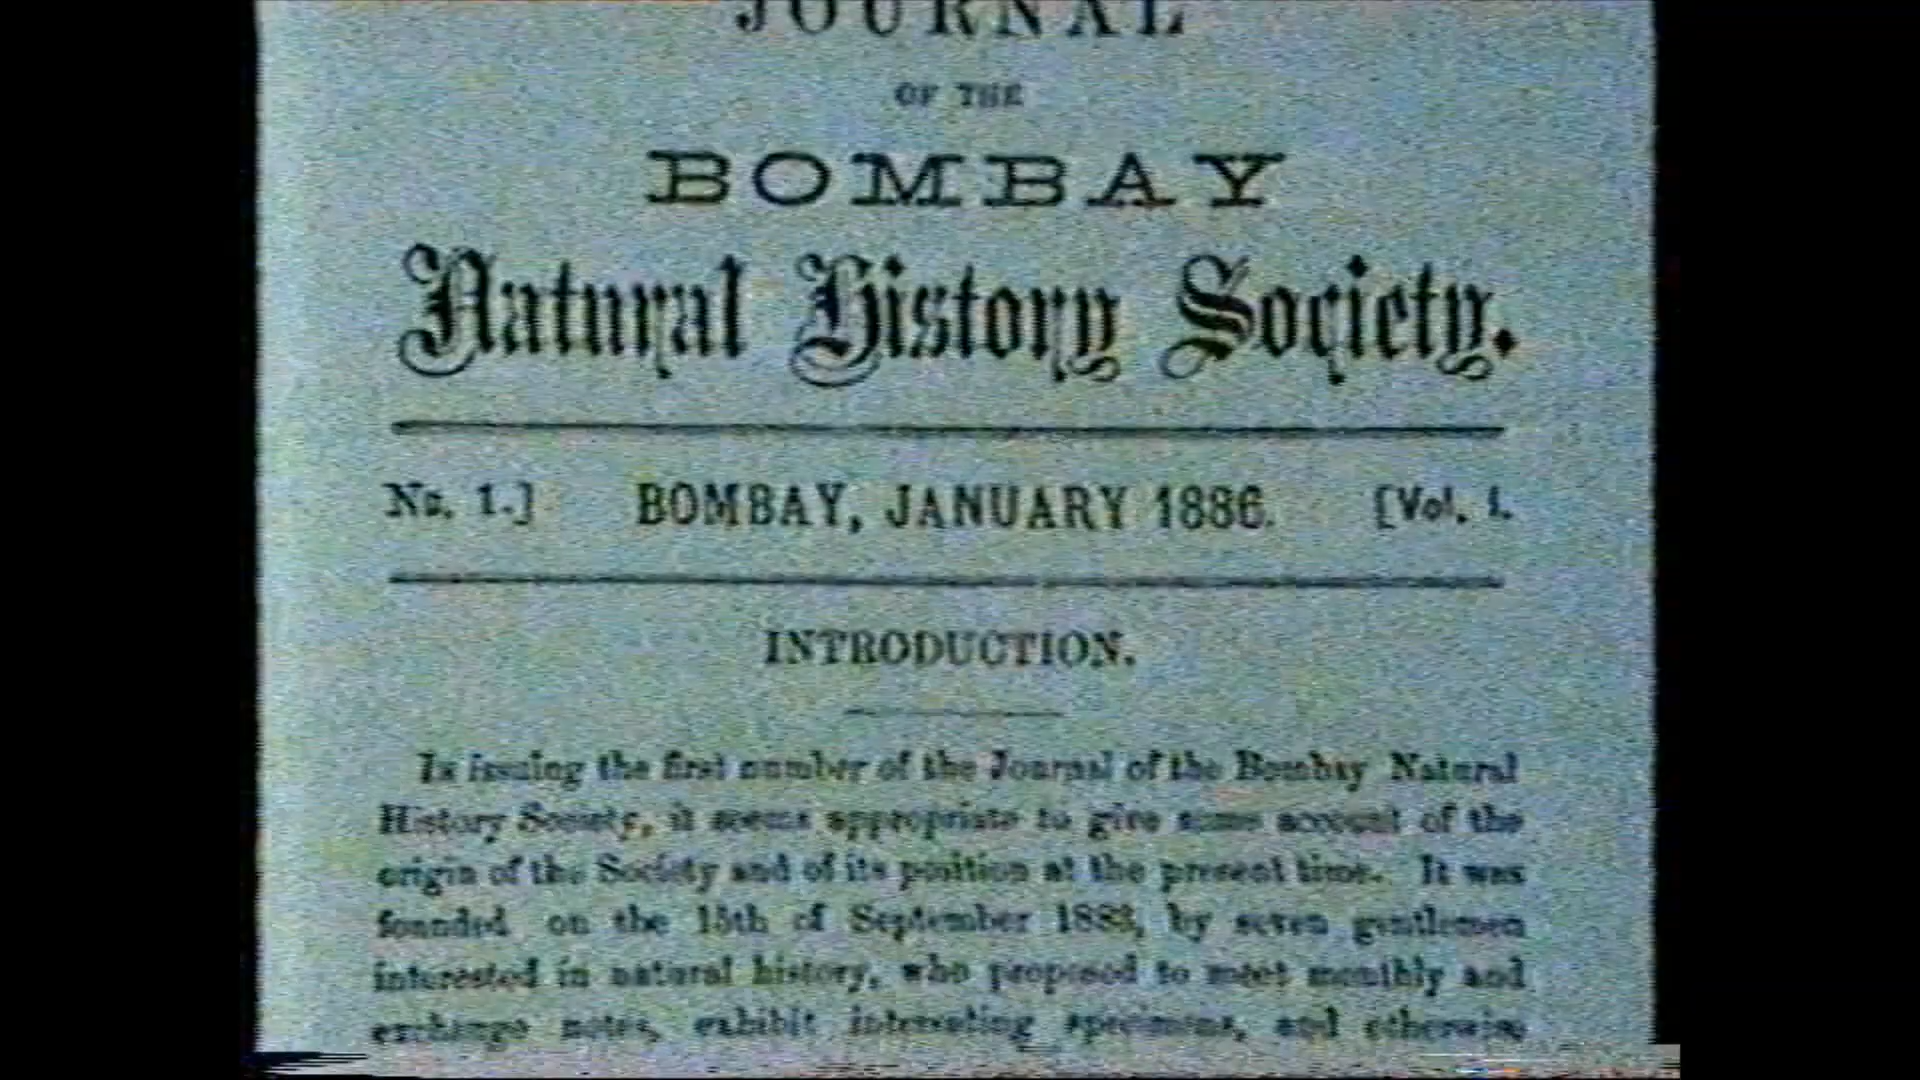 JOURNAL
OF THE
BOMBAY
Natural History Society.
No. 1.] BOMBAY, JANUARY 1886. [Vol. I.
INTRODUCTION.
In issuing the first number of the Journal of the Bombay Natural
History Society, it seems appropriate to give some account of the
origin of the Society and of its position at the present time. It was
founded on the 15th of September 1883, by seven gentlemen
interested in natural history, who proposed to meet monthly and
exchange notes, exhibit interesting specimens, and otherwise